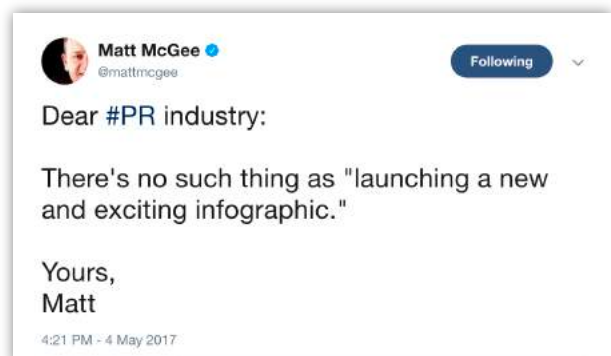 Matt McGee
@mattmcgee
Following
Dear #PR industry:
There's no such thing as "launching a new
and exciting infographic."
Yours,
Matt
4:21 PM - 4 May 2017